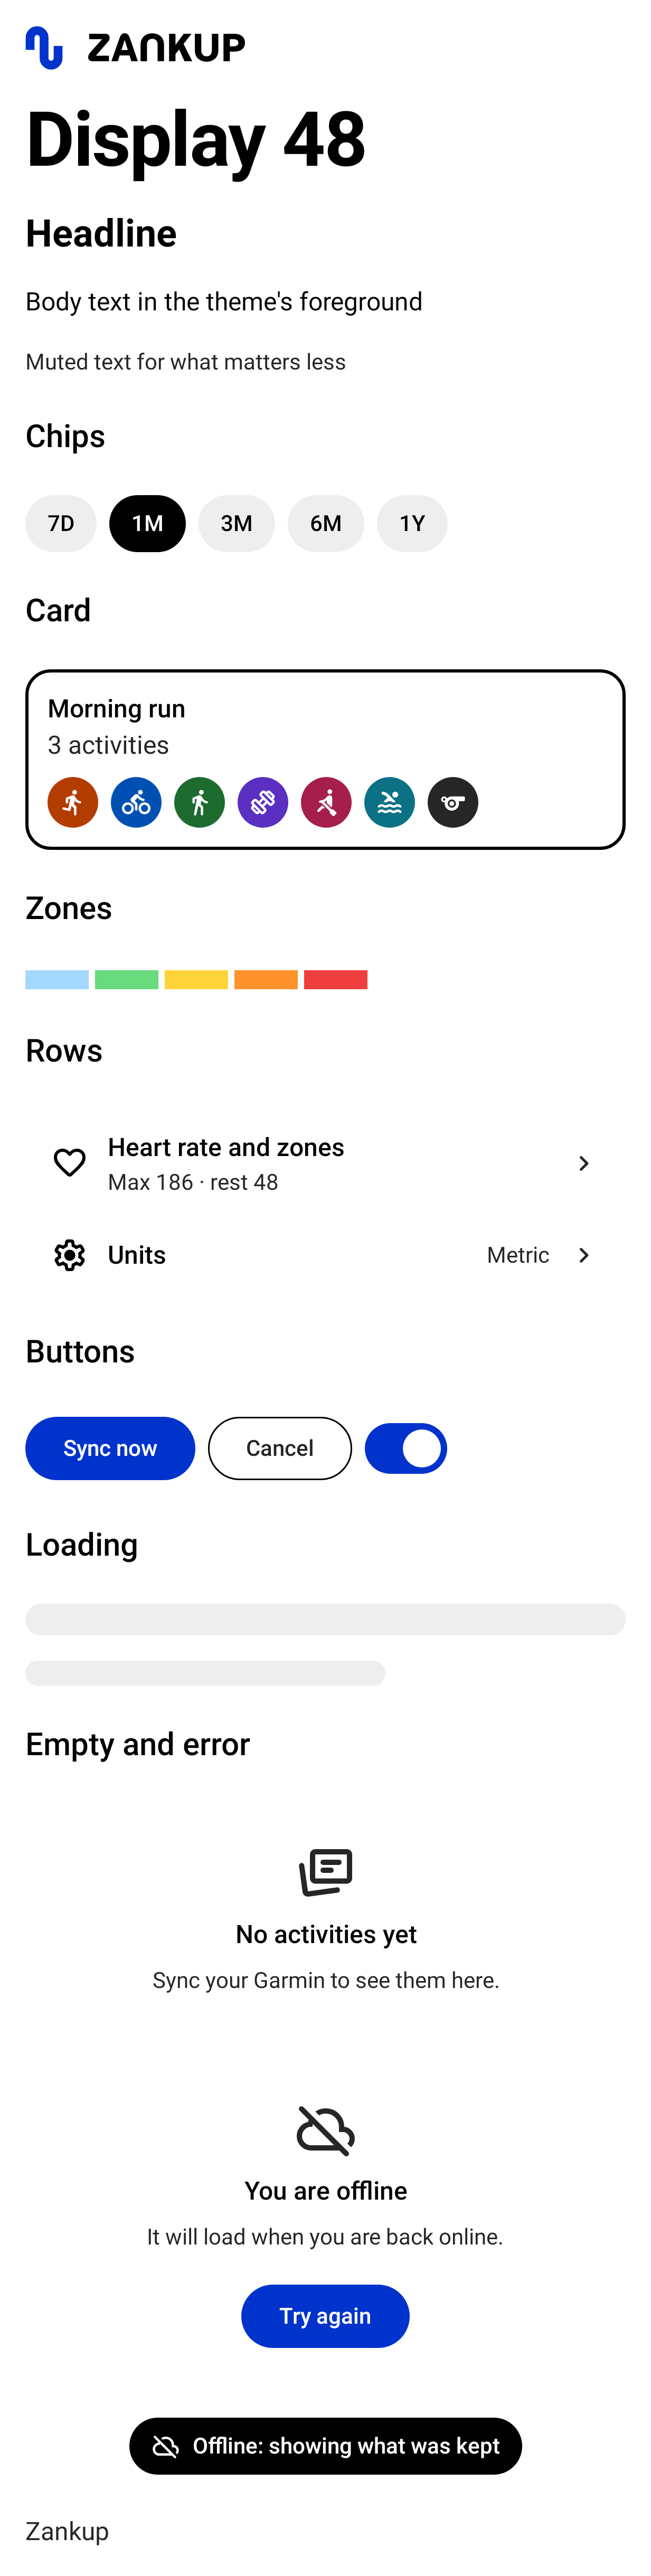 ZANKUP
Display 48
Headline
Body text in the theme's foreground
Muted text for what matters less
Chips
7D 1M 3M 6M 1Y
Card
Morning run
3 activities
Zones
Rows
Heart rate and zones
Max 186 · rest 48
Units Metric
Buttons
Sync now Cancel
Loading
Empty and error
No activities yet
Sync your Garmin to see them here.
You are offline
It will load when you are back online.
Try again
Offline: showing what was kept
Zankup